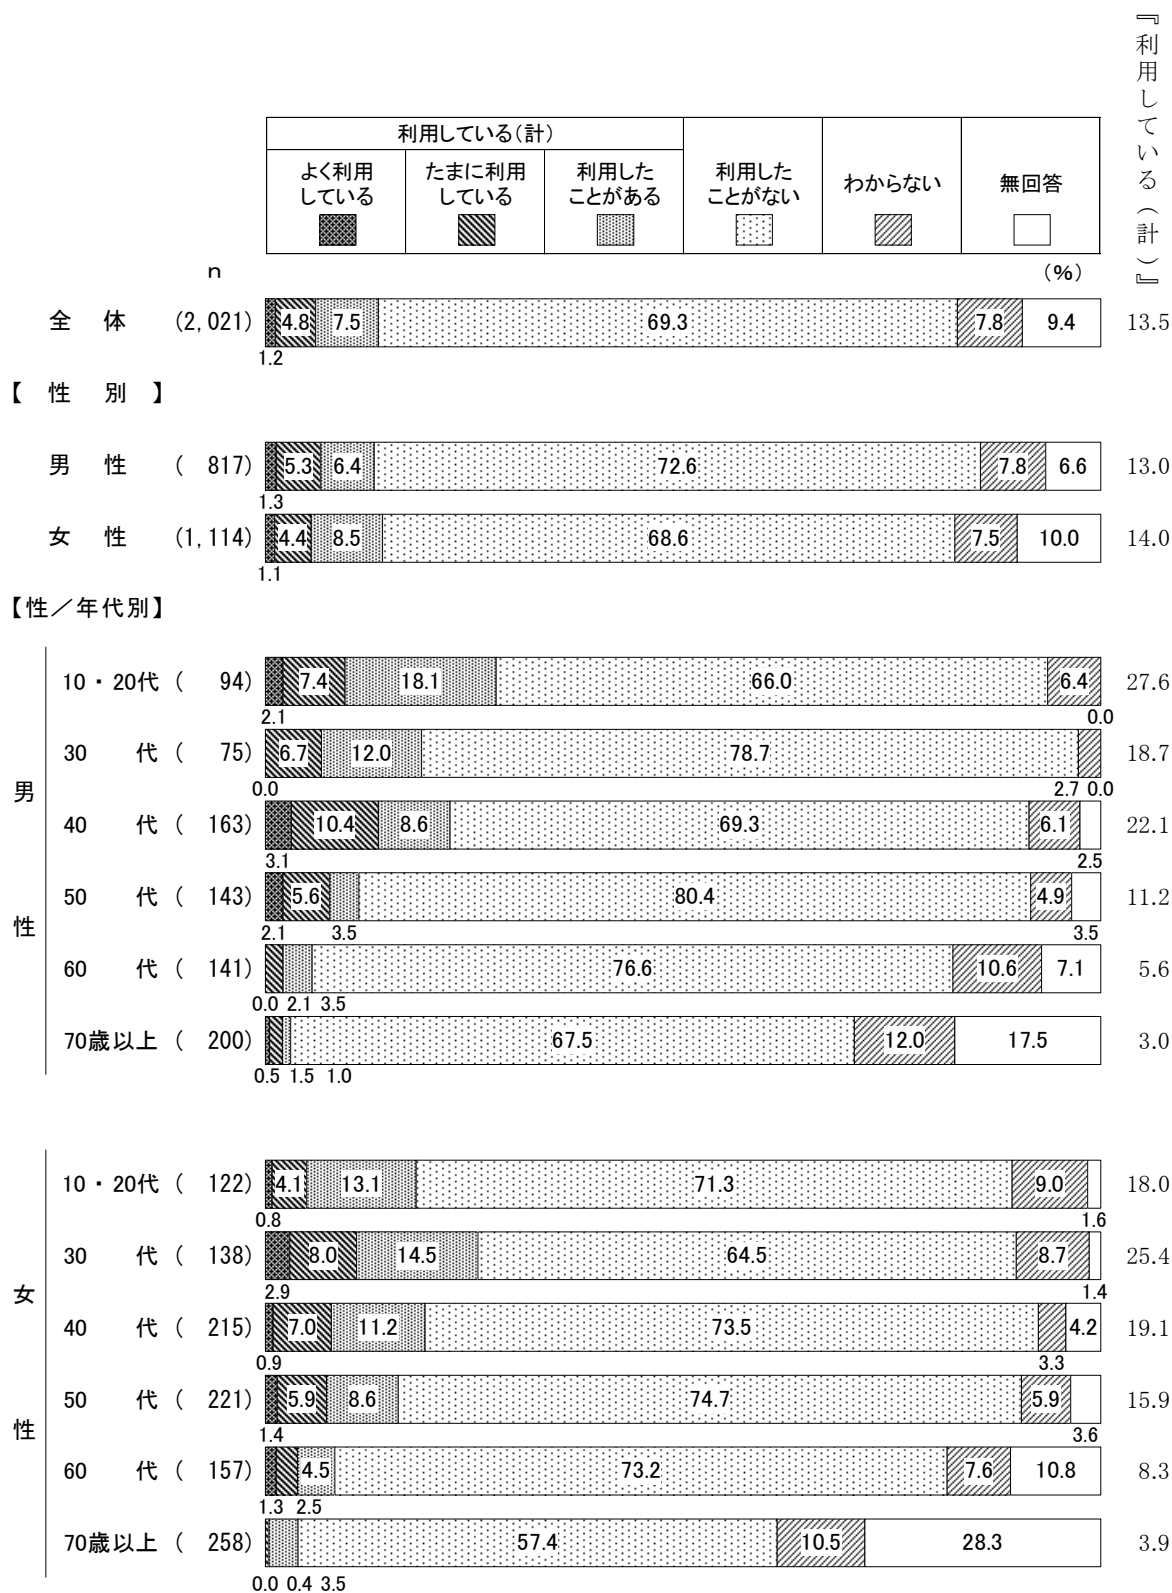 『利用している（計）』
利用している（計）
よく利用
している
たまに利用
している
利用した
ことがある
利用した
ことがない
わからない
無回答
n
（％）
全体 (2,021) 4.8 7.5 69.3 7.8 9.4 13.5
1.2
【性別】
男性 ( 817) 5.3 6.4 72.6 7.8 6.6 13.0
1.3
女性 (1,114) 4.4 8.5 68.6 7.5 10.0 14.0
1.1
【性／年代別】
男性
10・20代 ( 94) 7.4 18.1 66.0 6.4 27.6
2.1 0.0
30代 ( 75) 6.7 12.0 78.7 18.7
0.0 2.7 0.0
40代 ( 163) 10.4 8.6 69.3 6.1 22.1
3.1 2.5
50代 ( 143) 5.6 80.4 4.9 11.2
2.1 3.5 3.5
60代 ( 141) 76.6 10.6 7.1 5.6
0.0 2.1 3.5
70歳以上 ( 200) 67.5 12.0 17.5 3.0
0.5 1.5 1.0
女性
10・20代 ( 122) 4.1 13.1 71.3 9.0 18.0
0.8 1.6
30代 ( 138) 8.0 14.5 64.5 8.7 25.4
2.9 1.4
40代 ( 215) 7.0 11.2 73.5 4.2 19.1
0.9 3.3
50代 ( 221) 5.9 8.6 74.7 5.9 15.9
1.4 3.6
60代 ( 157) 4.5 73.2 7.6 10.8 8.3
1.3 2.5
70歳以上 ( 258) 57.4 10.5 28.3 3.9
0.0 0.4 3.5